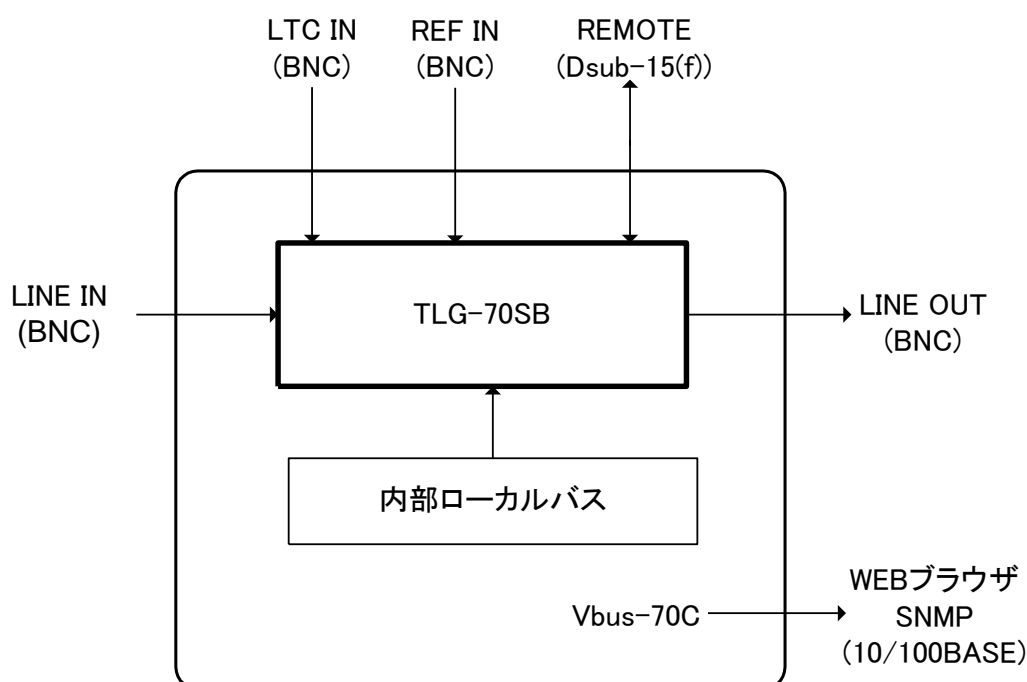 LTC IN
(BNC)
REF IN
(BNC)
REMOTE
(Dsub-15(f))
LINE IN
(BNC)
TLG-70SB
LINE OUT
(BNC)
内部ローカルバス
Vbus-70C
WEBブラウザ
SNMP
(10/100BASE)